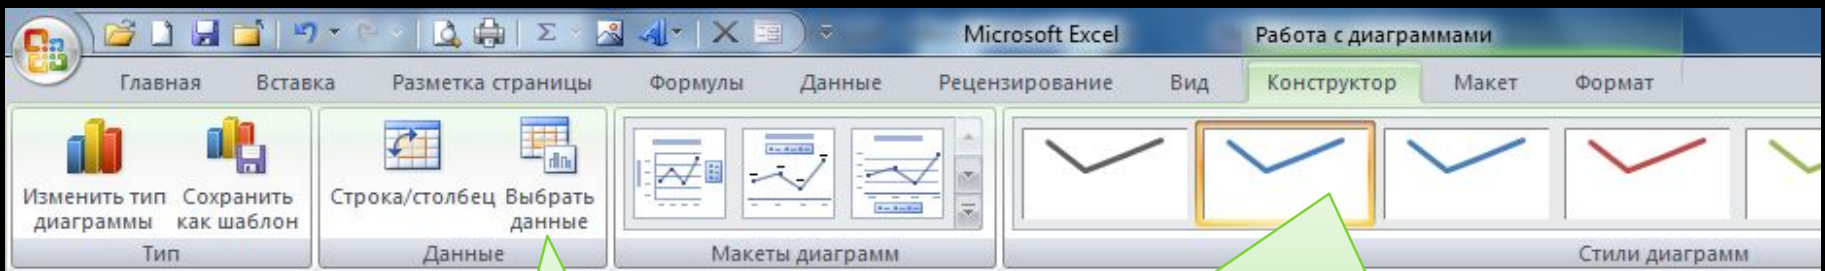 Microsoft Excel
Работа с диаграммами
Главная Вставка Разметка страницы Формулы Данные Рецензирование Вид Конструктор Макет Формат
Изменить тип диаграммы
Сохранить как шаблон
Строка/столбец
Выбрать данные
Тип
Данные
Макеты диаграмм
Стили диаграмм